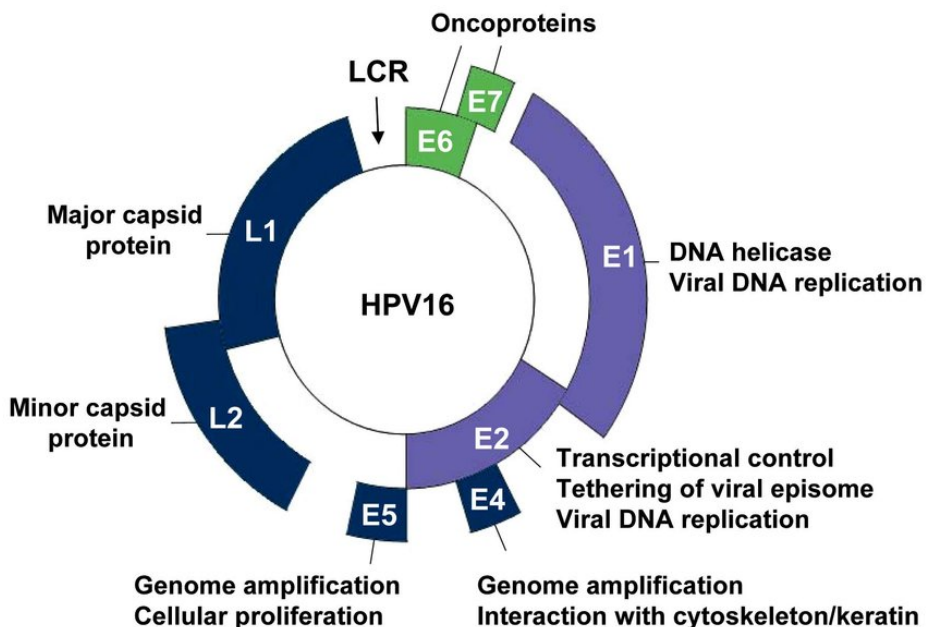 Oncoproteins
LCR
E7
E6
L1
Major capsid
protein
E1
DNA helicase
Viral DNA replication
HPV16
L2
Minor capsid
protein
E2
Transcriptional control
Tethering of viral episome
Viral DNA replication
E5
E4
Genome amplification
Cellular proliferation
Genome amplification
Interaction with cytoskeleton/keratin